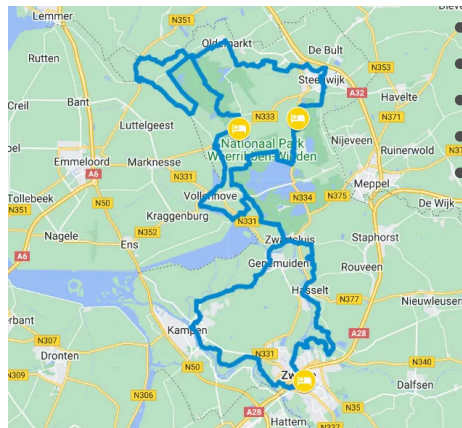 Diever
Lemmer
N351
Oldemarkt
De Bult
Rutten
N353
Steenwijk
A32
Creil
Bant
Havelte
N333
N333
N371
Luttelgeest
Nationaal Park
Weerribben-Wieden
Nijeveen
Ruinerwold
Emmeloord
Marknesse
A6
N331
Meppel
Tollebeek
N50
Vollenhove
N334
N375
De Wijk
N351
Kraggenburg
N331
Nagele
N352
Zwartsluis
Staphorst
Ens
A6
Genemuiden
Rouveen
Hasselt
N377
Nieuwleusen
Kampen
A28
N307
N331
Dronten
N50
N340
N309
Dalfsen
N306
A28
N35
Hattem
N337